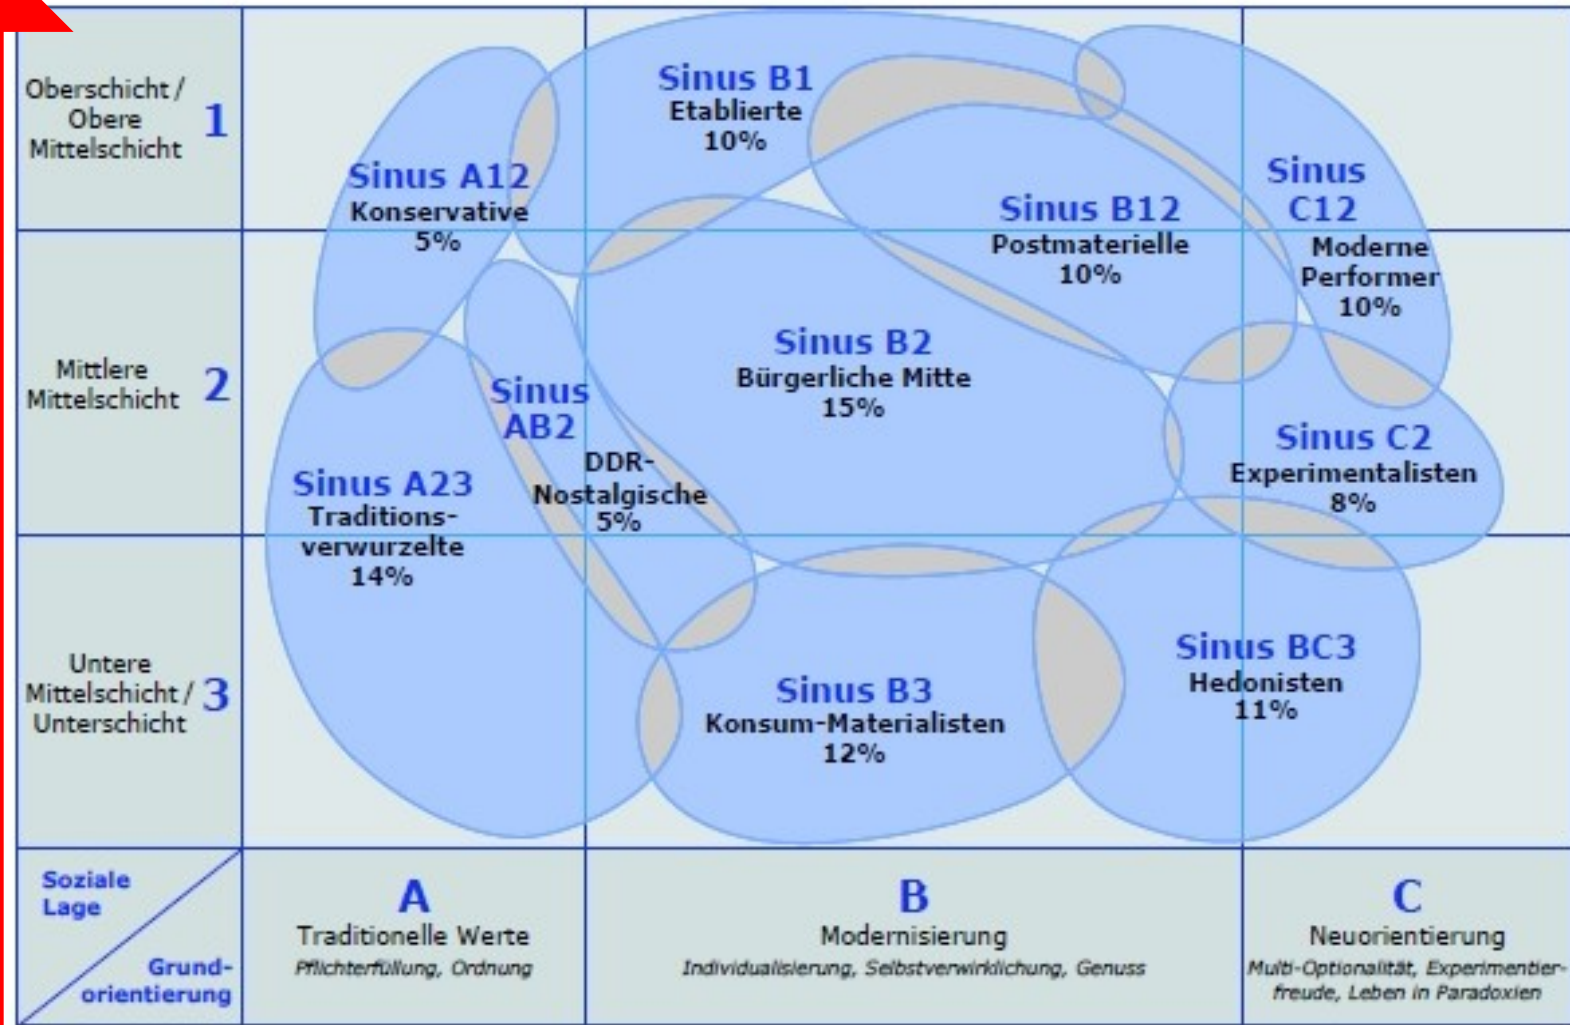 Oberschicht /
Obere
Mittelschicht
1
Sinus B1
Etablierte
10%
Sinus A12
Konservative
5%
Sinus B12
Postmaterielle
10%
Sinus
C12
Moderne
Performer
10%
Mittlere
Mittelschicht
2
Sinus B2
Bürgerliche Mitte
15%
Sinus
AB2
DDR-
Nostalgische
5%
Sinus C2
Experimentalisten
8%
Sinus A23
Traditions-
verwurzelte
14%
Untere
Mittelschicht /
Unterschicht
3
Sinus B3
Konsum-Materialisten
12%
Sinus BC3
Hedonisten
11%
Soziale
Lage
Grund-
orientierung
A
Traditionelle Werte
Pflichterfüllung, Ordnung
B
Modernisierung
Individualisierung, Selbstverwirklichung, Genuss
C
Neuorientierung
Multi-Optionalität, Experimentier-
freude, Leben in Paradoxien